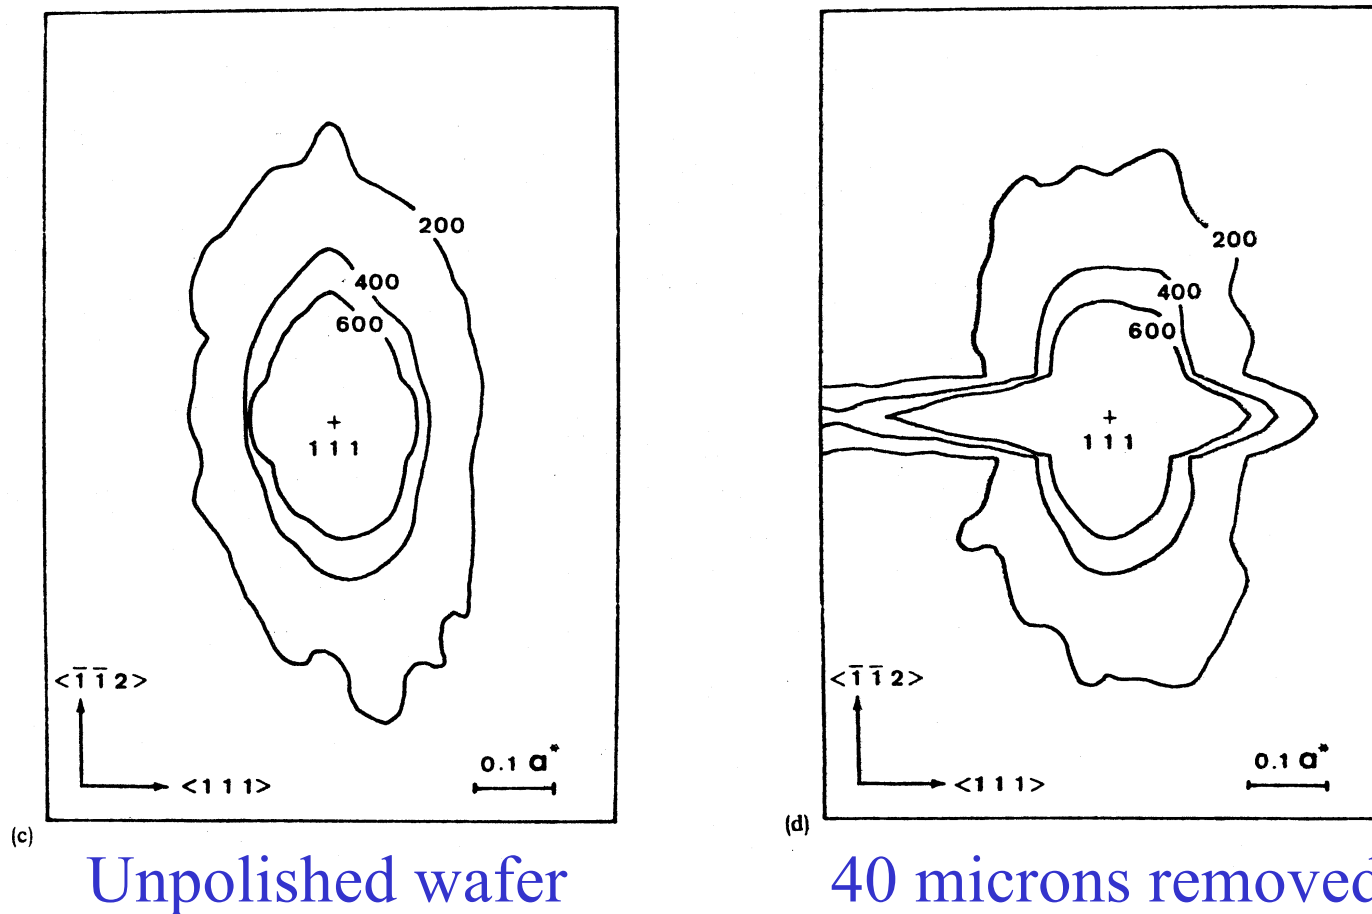 200
400
600
+
1 1 1
<1̅ 1̅ 2>
<1 1 1>
0.1 a*
(c)
Unpolished wafer
200
400
600
+
1 1 1
<1̅ 1̅ 2>
<1 1 1>
0.1 a*
(d)
40 microns removed